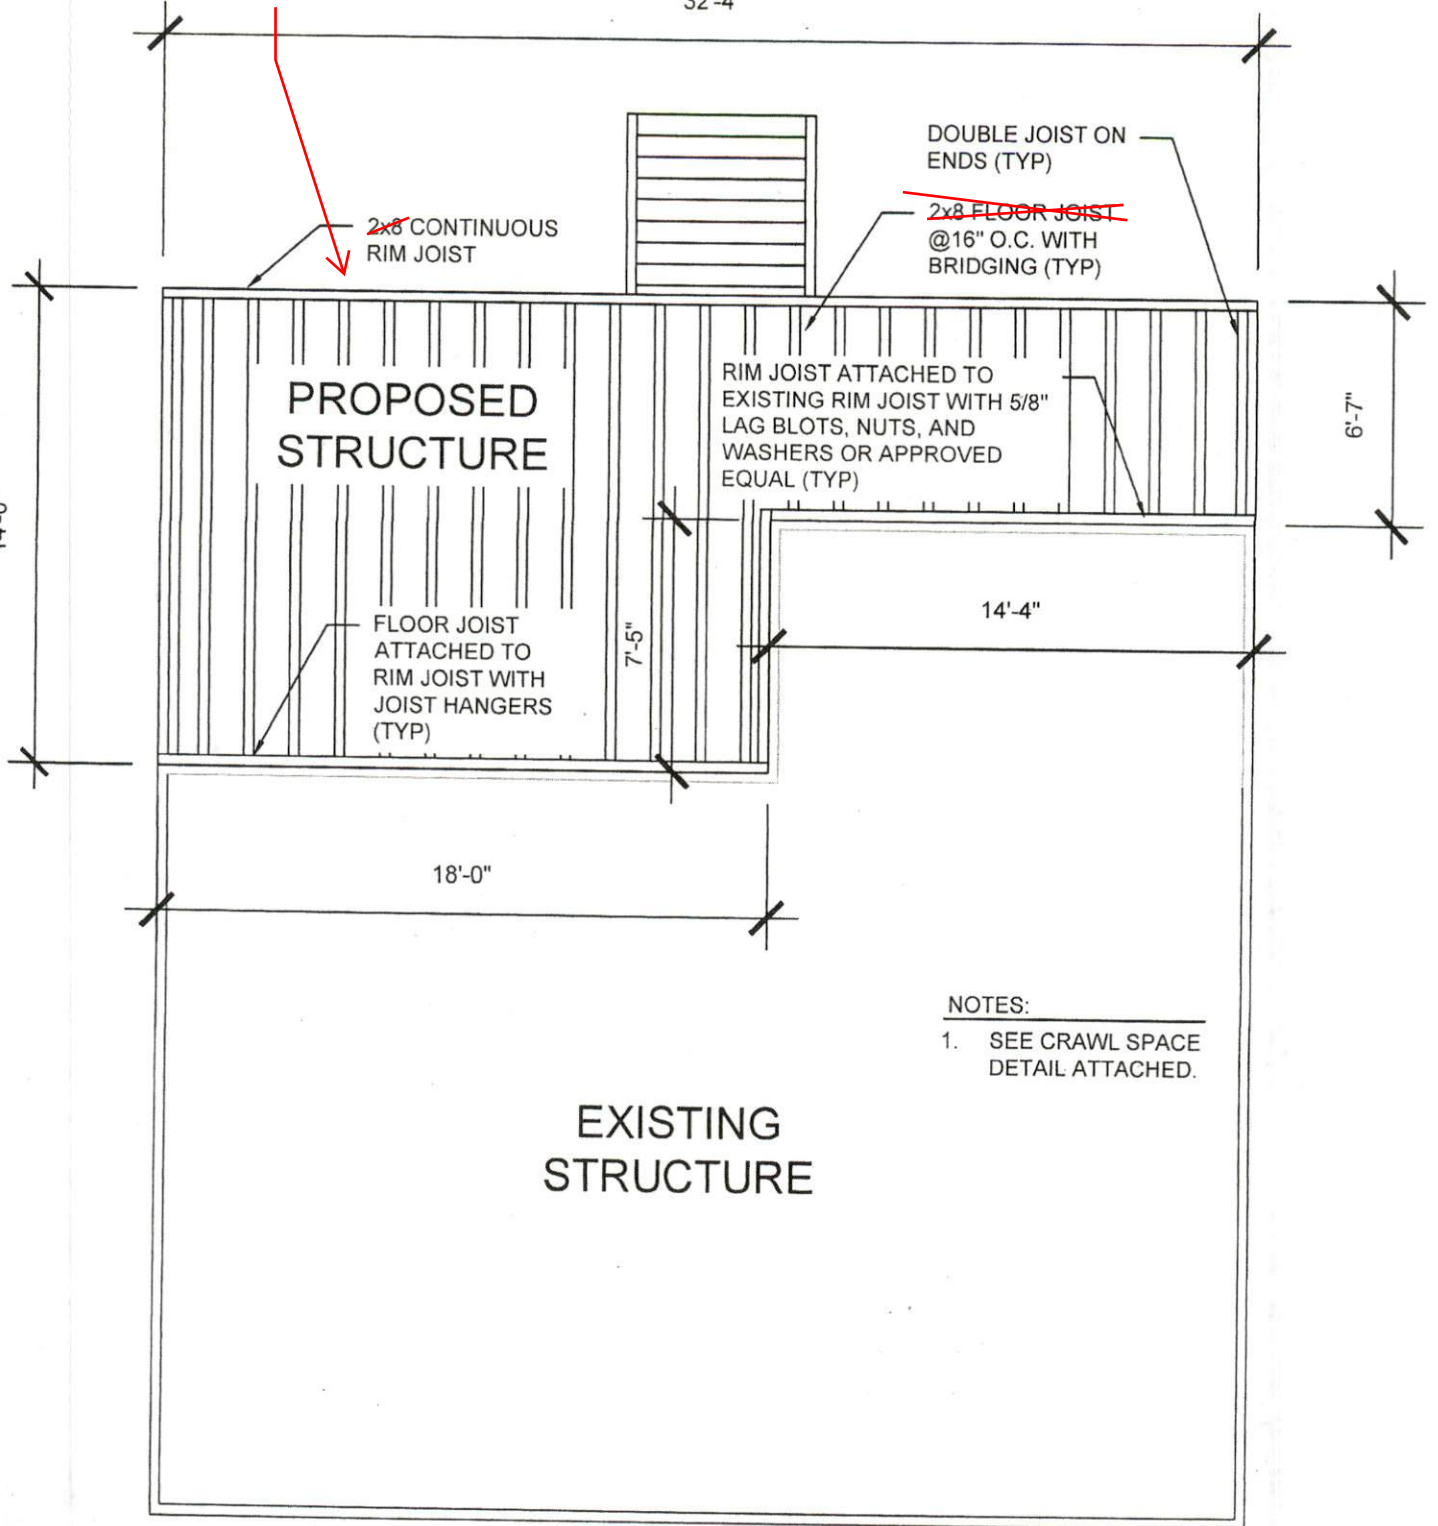 32'-4"
DOUBLE JOIST ON
ENDS (TYP)
2x8 FLOOR JOIST
@16" O.C. WITH
BRIDGING (TYP)
2x8 CONTINUOUS
RIM JOIST
PROPOSED
STRUCTURE
RIM JOIST ATTACHED TO
EXISTING RIM JOIST WITH 5/8"
LAG BLOTS, NUTS, AND
WASHERS OR APPROVED
EQUAL (TYP)
6'-7"
FLOOR JOIST
ATTACHED TO
RIM JOIST WITH
JOIST HANGERS
(TYP)
7'-5"
14'-4"
18'-0"
NOTES:
1. SEE CRAWL SPACE
DETAIL ATTACHED.
EXISTING
STRUCTURE